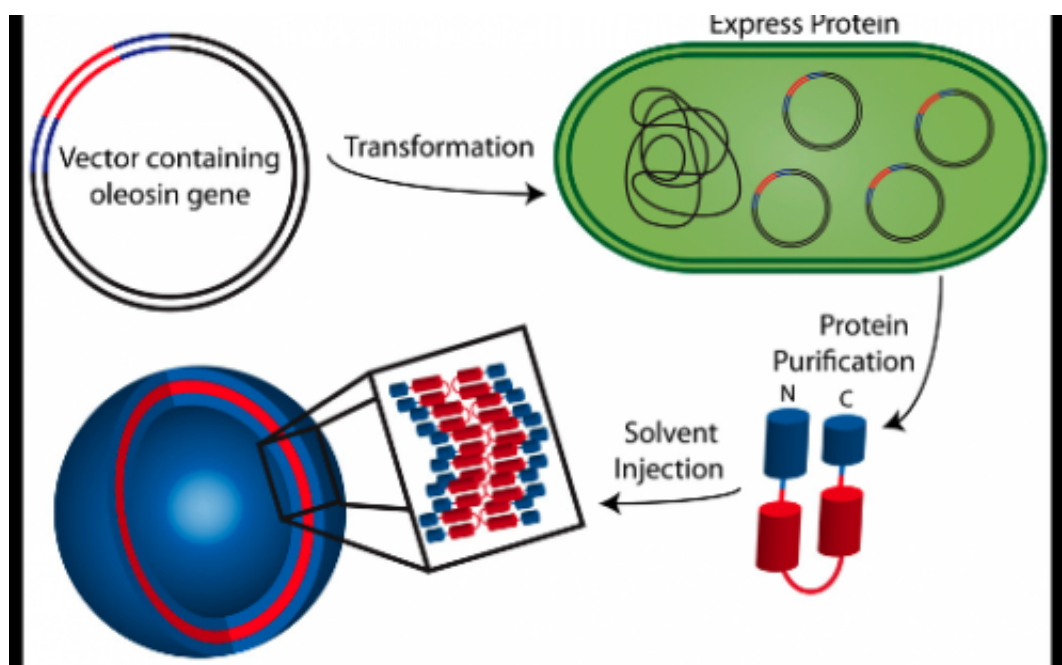 Express Protein
Vector containing
oleosin gene
Transformation
Protein
Purification
N
C
Solvent
Injection